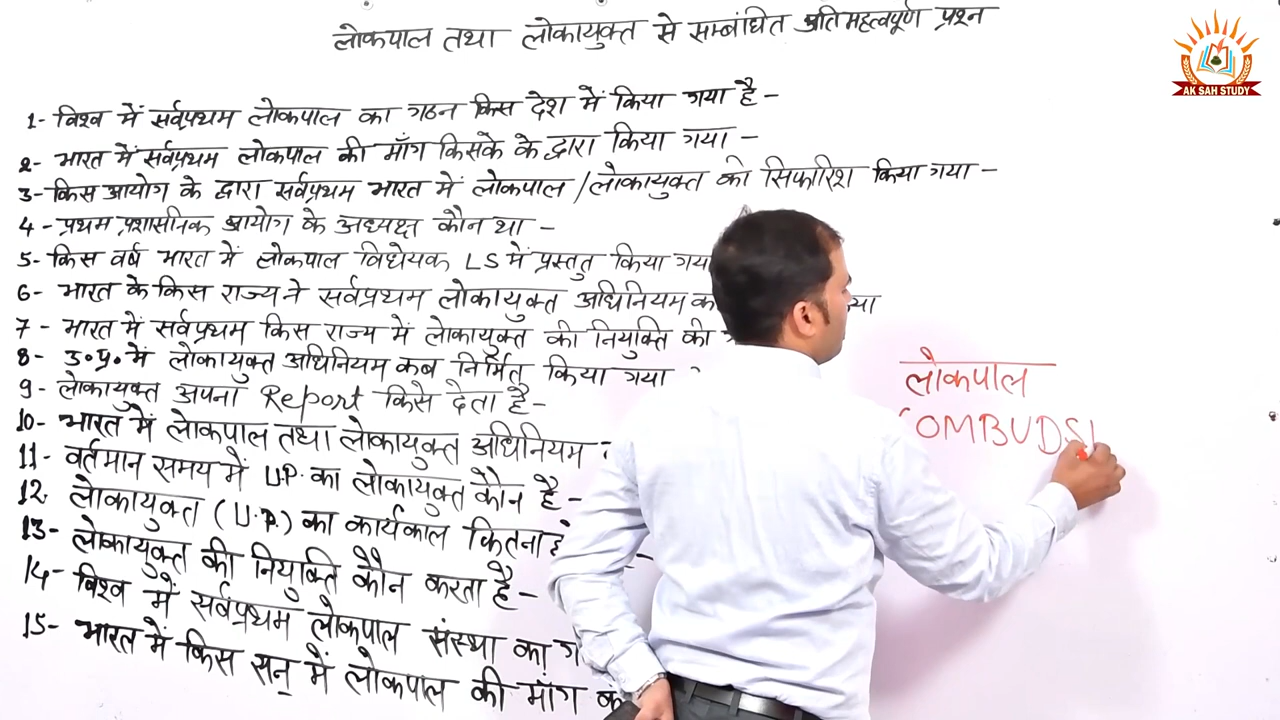 लोकपाल तथा लोकायुक्त से सम्बंधित अति महत्वपूर्ण प्रश्न
AK SAH STUDY
1- विश्व में सर्वप्रथम लोकपाल का गठन किस देश में किया गया है -
2- भारत में सर्वप्रथम लोकपाल की माँग किसके के द्वारा किया गया -
3- किस आयोग के द्वारा सर्वप्रथम भारत में लोकपाल / लोकायुक्त को सिफारिश किया गया -
4- प्रथम प्रशासनिक आयोग के अध्यक्ष कौन था -
5- किस वर्ष भारत में लोकपाल विधेयक LS में प्रस्तुत किया गया
6- भारत के किस राज्य ने सर्वप्रथम लोकायुक्त अधिनियम
7- भारत में सर्वप्रथम किस राज्य में लोकायुक्त की नियुक्ति की
8- उ०प्र० में लोकायुक्त अधिनियम कब निर्मित किया गया
9- लोकायुक्त अपना Report किसे देता है -
10- भारत में लोकपाल तथा लोकायुक्त अधिनियम
11- वर्तमान समय में U.P. का लोकायुक्त कौन है -
12. लोकायुक्त (U.P.) का कार्यकाल कितना
13- लोकायुक्त की नियुक्ति कौन करता है -
14- विश्व में सर्वप्रथम लोकपाल संस्था का
15- भारत में किस सन् में लोकपाल की माँग
लोकपाल
OMBUDS